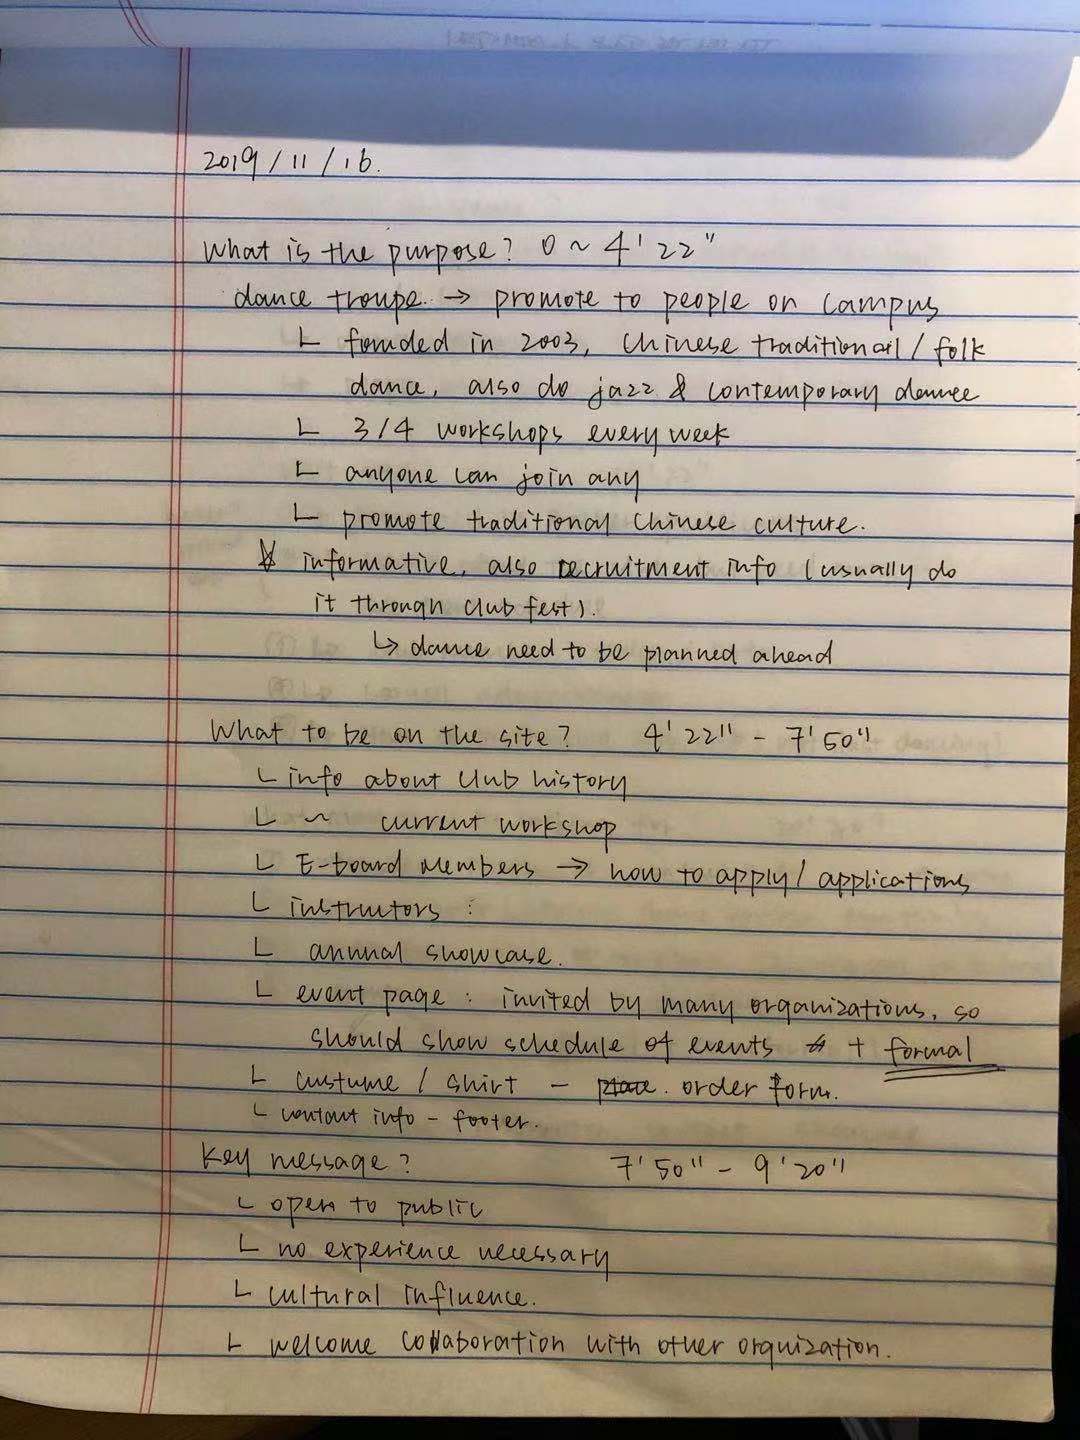 2019/11/16.
What is the purpose? 0 ~ 4'22"
dance troupe → promote to people on campus
└ founded in 2003, Chinese traditional / folk
dance, also do jazz & contemporary dance
└ 3/4 workshops every week
└ anyone can join any
└ promote traditional Chinese culture.
☆ informative, also recruitment info (usually do
it through club fest).
↳ dance need to be planned ahead
What to be on the site? 4'22" - 7'50"
└ info about club history
└ ~ current workshop
└ E-board members → how to apply / applications
└ instructors :
└ annual showcase.
└ event page : invited by many organizations, so
should show schedule of events + formal
└ custume / shirt - order form.
└ contact info - footer.
Key message? 7'50" - 9'20"
└ open to public
└ no experience necessary
└ cultural influence.
└ welcome collaboration with other orquization.